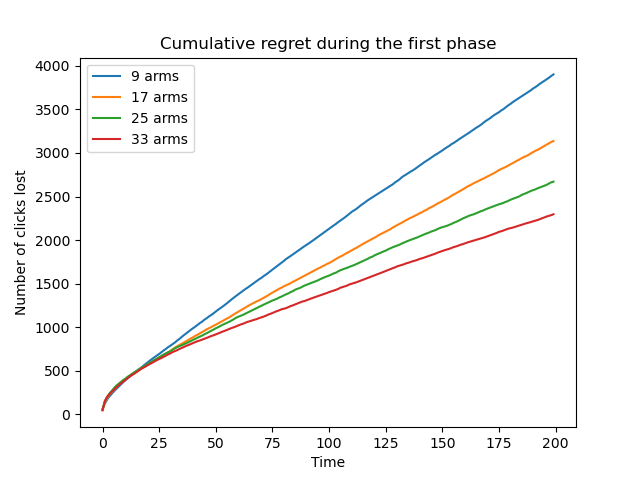 Cumulative regret during the first phase
9 arms
17 arms
25 arms
33 arms
Number of clicks lost
4000
3500
3000
2500
2000
1500
1000
500
0
0 25 50 75 100 125 150 175 200
Time